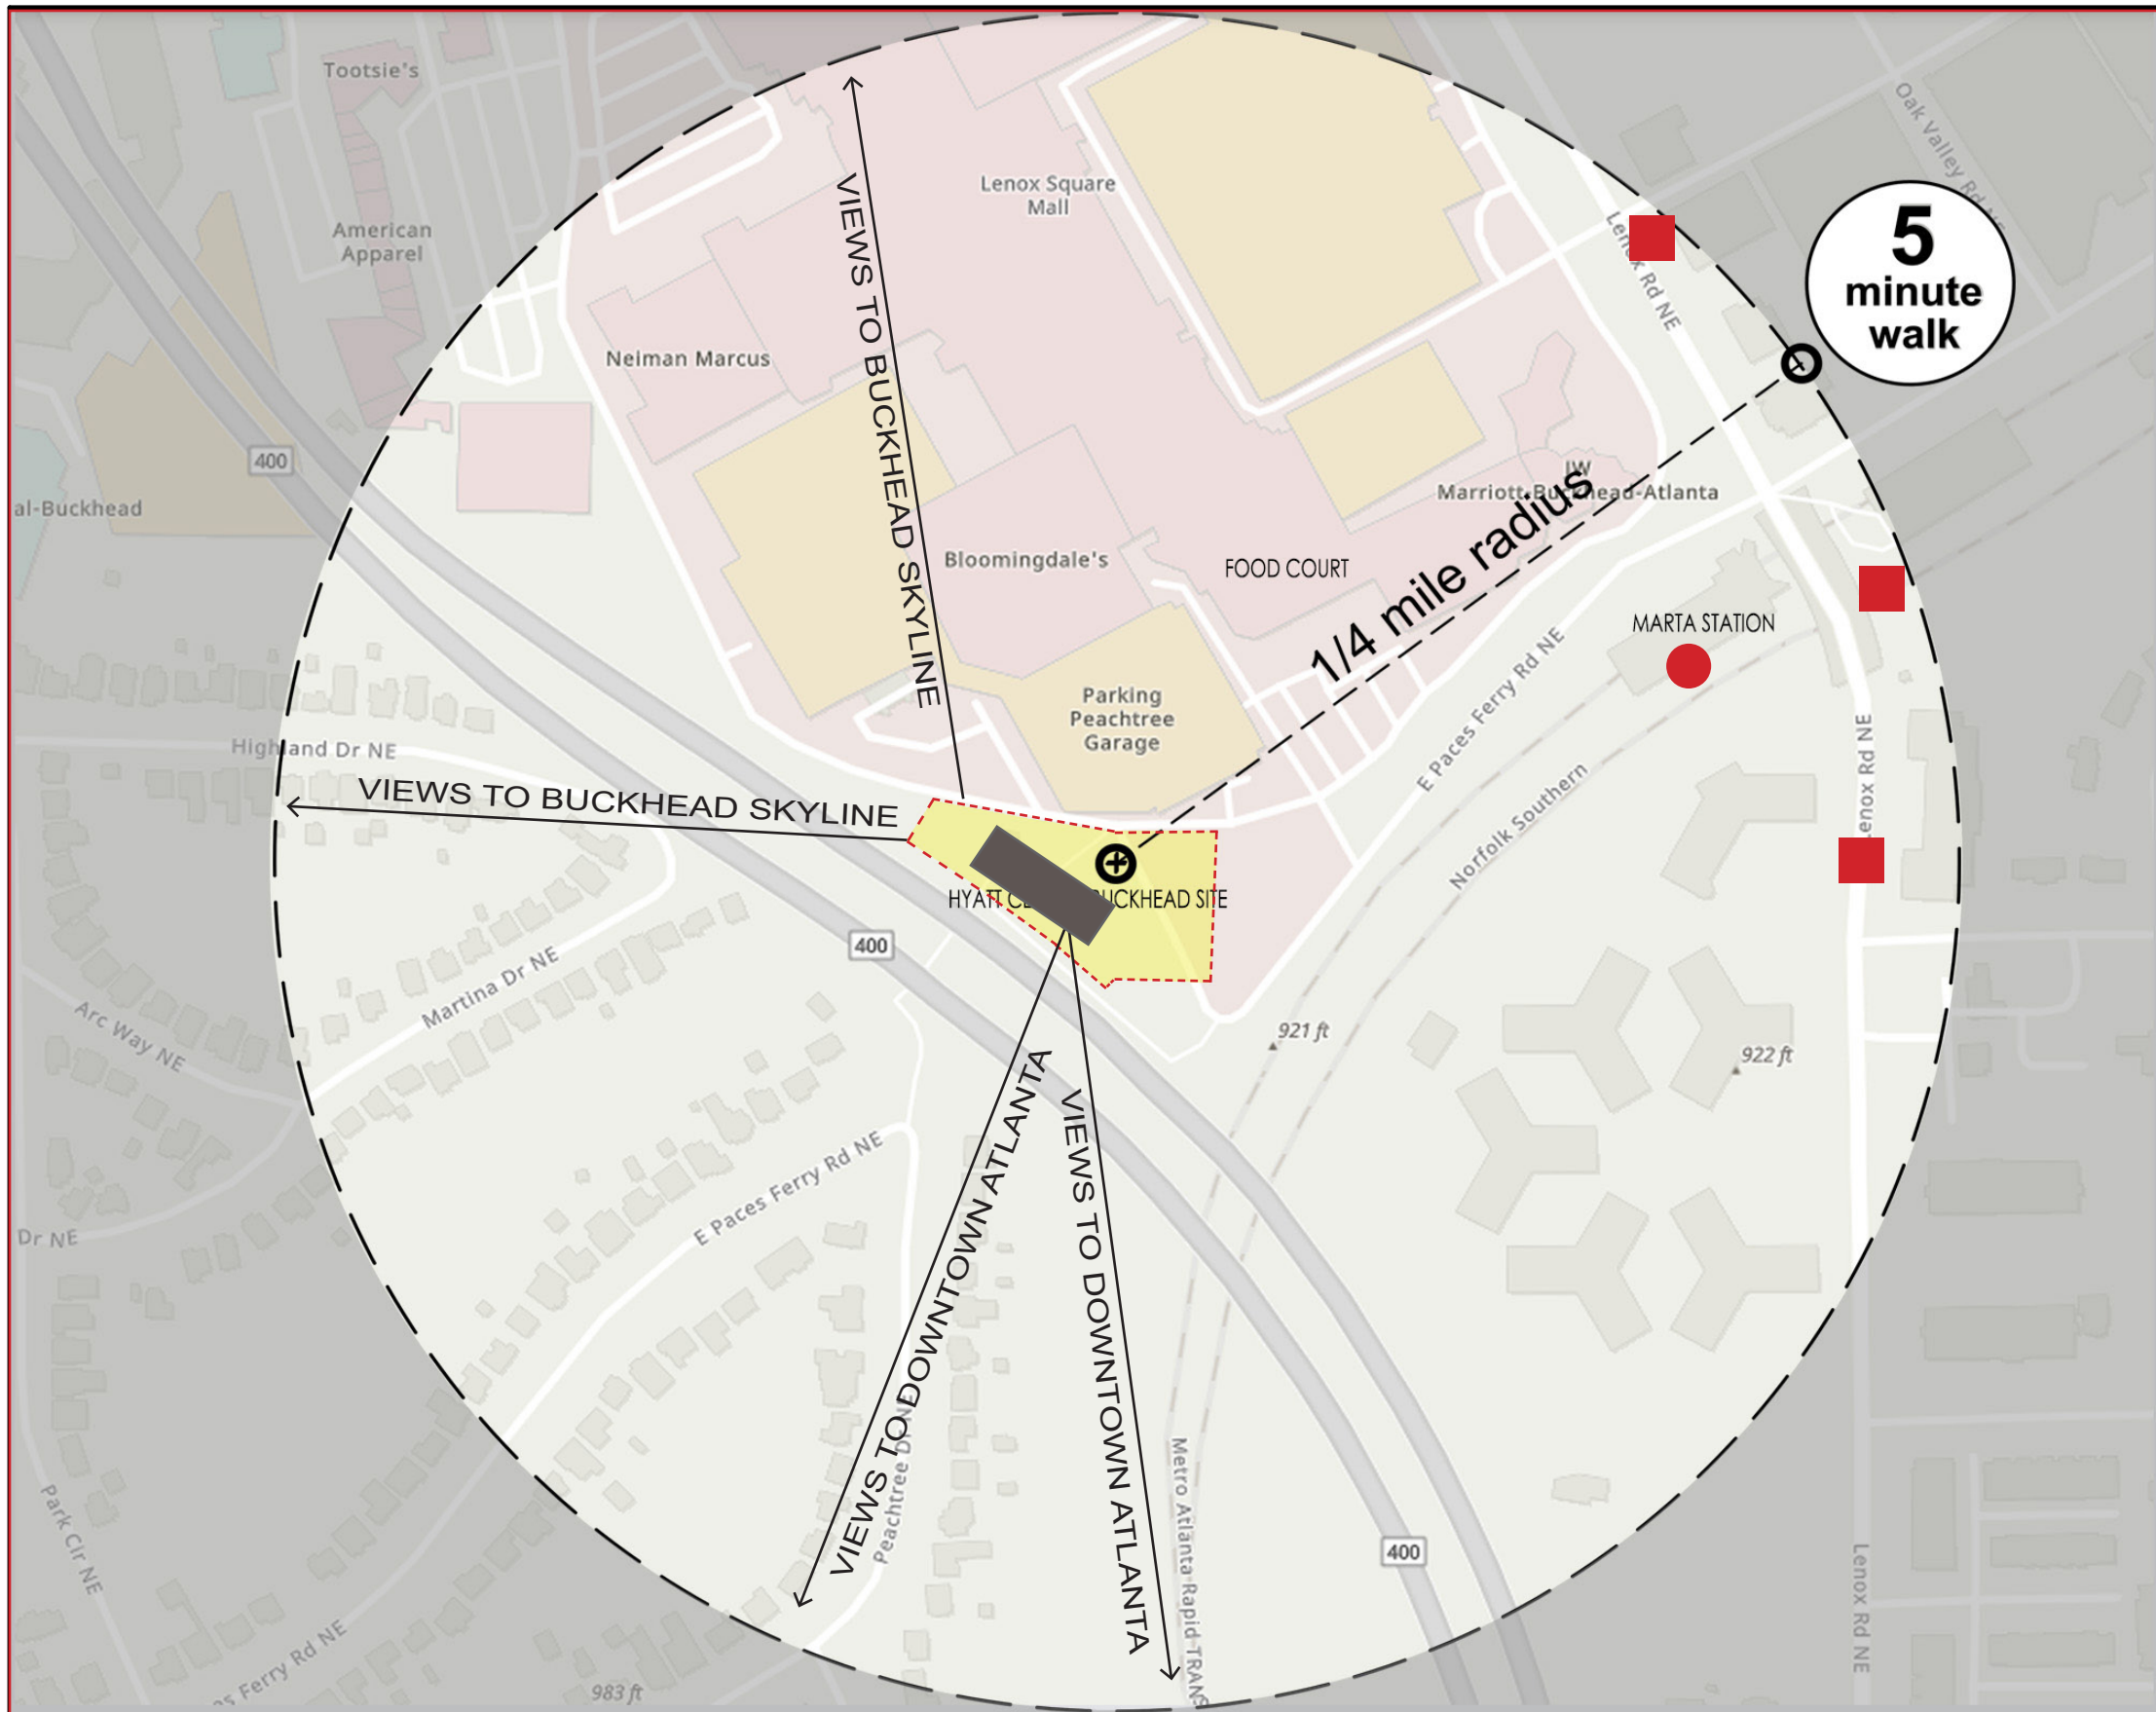 Tootsie's
Oak Valley Rd NE
Lenox Square
Mall
American
Apparel
5
minute
walk
Lenox Rd NE
Neiman Marcus
VIEWS TO BUCKHEAD SKYLINE
400
JW
Marriott-Buckhead-Atlanta
al-Buckhead
Bloomingdale's
FOOD COURT
1/4 mile radius
MARTA STATION
Parking
Peachtree
Garage
E Paces Ferry Rd NE
Highland Dr NE
VIEWS TO BUCKHEAD SKYLINE
Norfolk Southern
Lenox Rd NE
HYATT BUCKHEAD SITE
400
Martina Dr NE
Arc Way NE
921 ft
922 ft
E Paces Ferry Rd NE
Dr NE
VIEWS TO DOWNTOWN ATLANTA
VIEWS TO DOWNTOWN ATLANTA
Peachtree Dr NE
Metro Atlanta Rapid TRANS
Park Cir NE
400
Lenox Rd NE
es Ferry Rd NE
983 ft